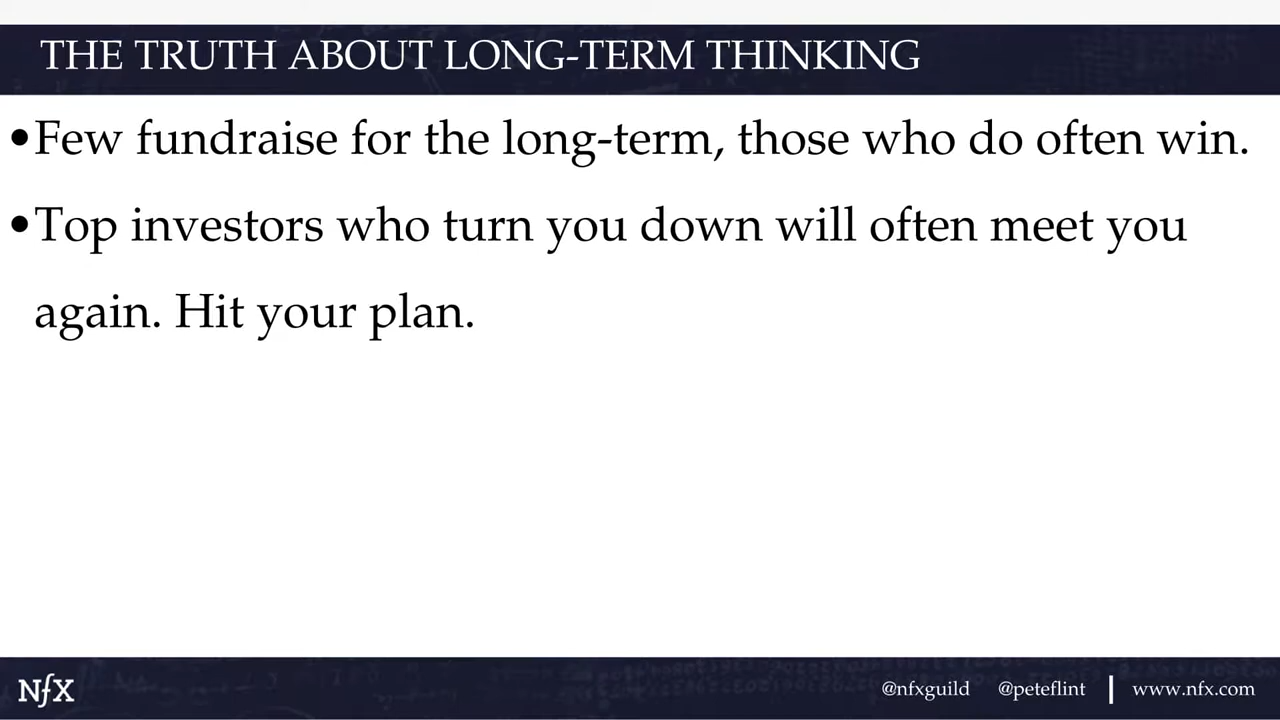 THE TRUTH ABOUT LONG-TERM THINKING
•Few fundraise for the long-term, those who do often win.
•Top investors who turn you down will often meet you
again. Hit your plan.
NfX
@nfxguild @peteflint | www.nfx.com